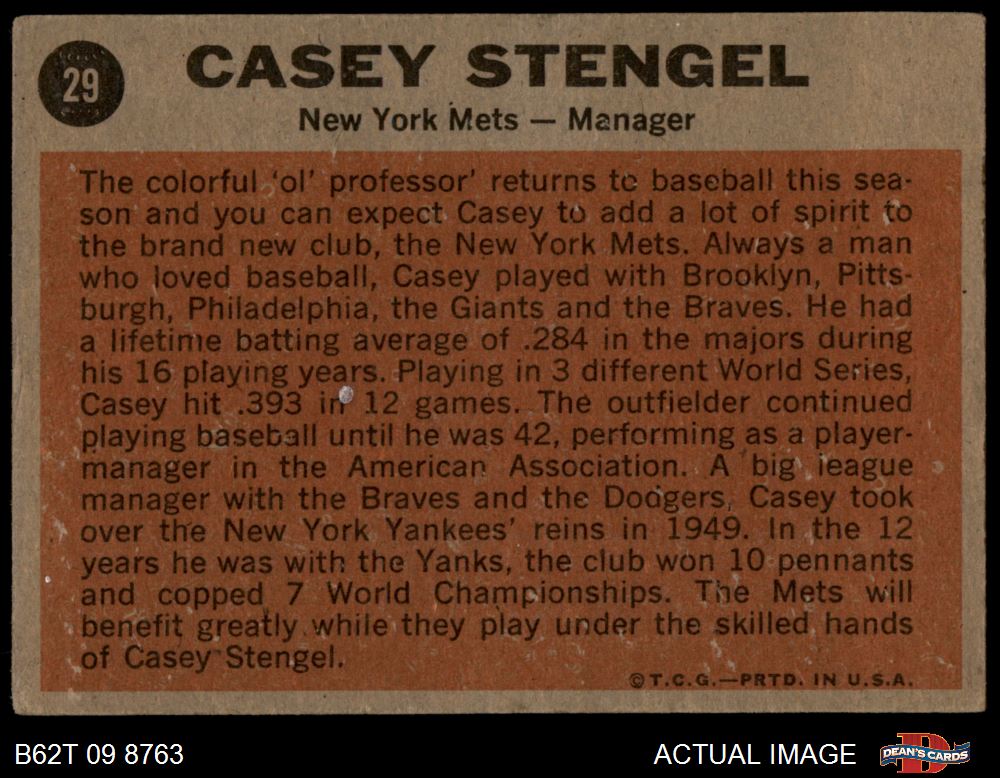 29
CASEY STENGEL
New York Mets — Manager
The colorful 'ol' professor' returns to baseball this sea-
son and you can expect Casey to add a lot of spirit to
the brand new club, the New York Mets. Always a man
who loved baseball, Casey played with Brooklyn, Pitts-
burgh, Philadelphia, the Giants and the Braves. He had
a lifetime batting average of .284 in the majors during
his 16 playing years. Playing in 3 different World Series,
Casey hit .393 in 12 games. The outfielder continued
playing baseball until he was 42, performing as a player-
manager in the American Association. A big league
manager with the Braves and the Dodgers, Casey took
over the New York Yankees' reins in 1949. In the 12
years he was with the Yanks, the club won 10 pennants
and copped 7 World Championships. The Mets will
benefit greatly while they play under the skilled hands
of Casey Stengel.
©T.C.G.—PRTD. IN U.S.A.
B62T 09 8763
ACTUAL IMAGE
DEAN'S CARDS